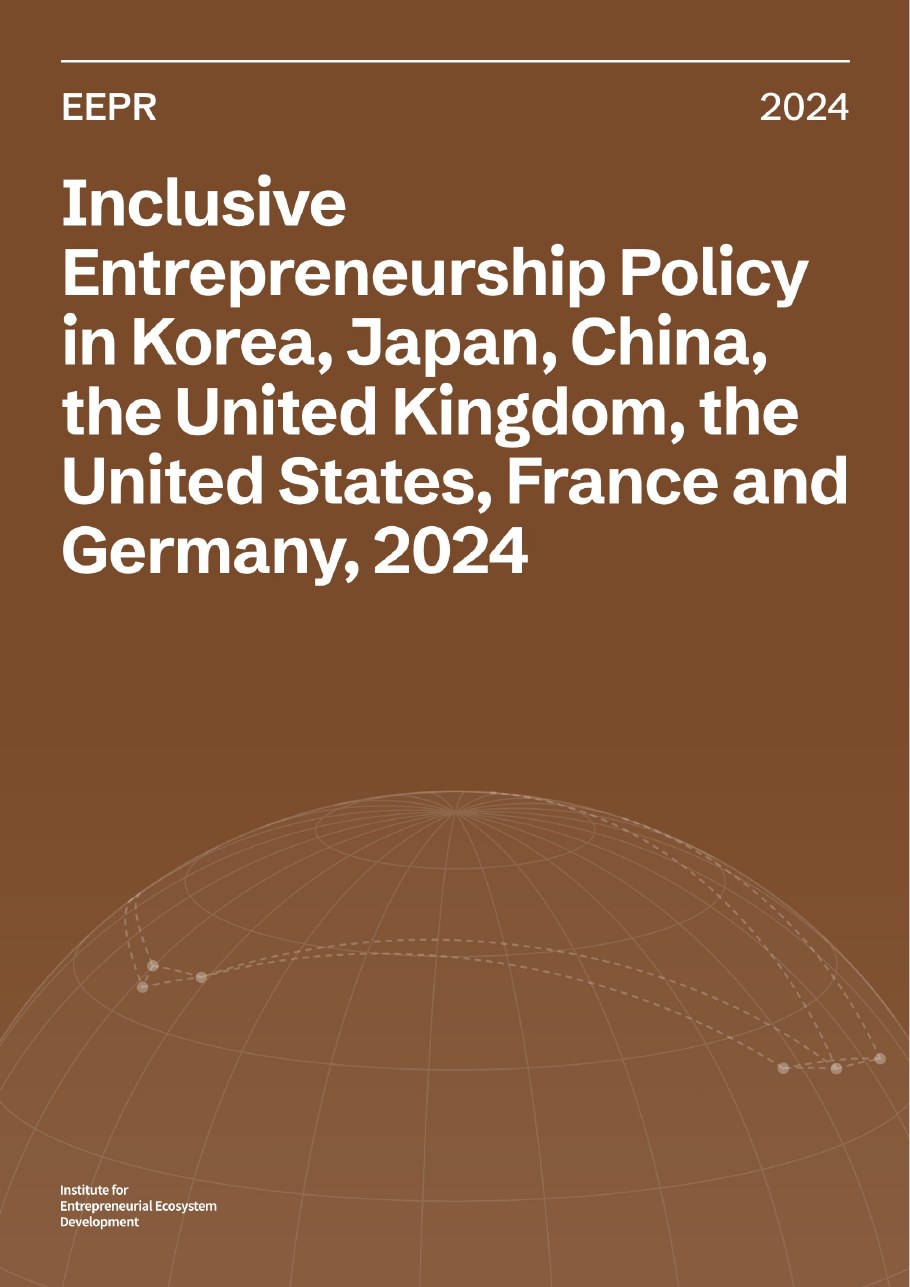 EEPR
2024
Inclusive
Entrepreneurship Policy
in Korea, Japan, China,
the United Kingdom, the
United States, France and
Germany, 2024
Institute for
Entrepreneurial Ecosystem
Development